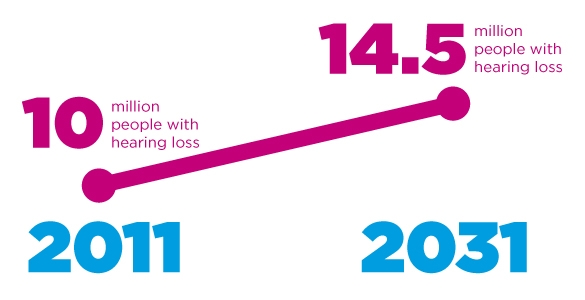 10
million
people with
hearing loss
14.5
million
people with
hearing loss
2011
2031